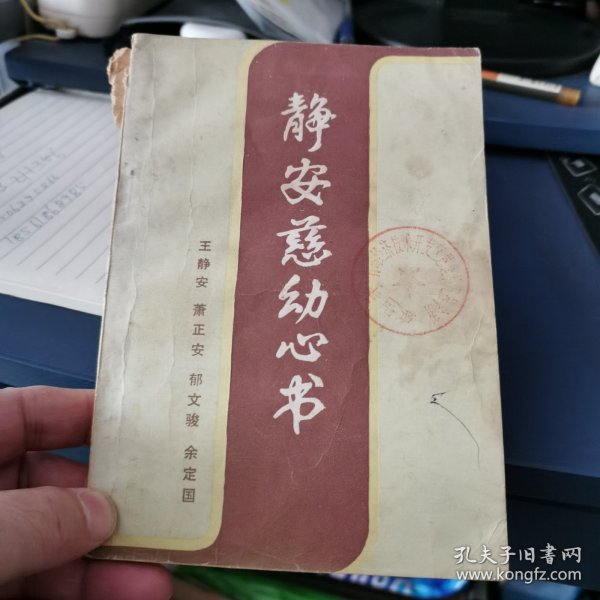 静安慈幼心书
王静安 萧正安 郁文骏 余定国
孔夫子旧书网
www.kongfz.com